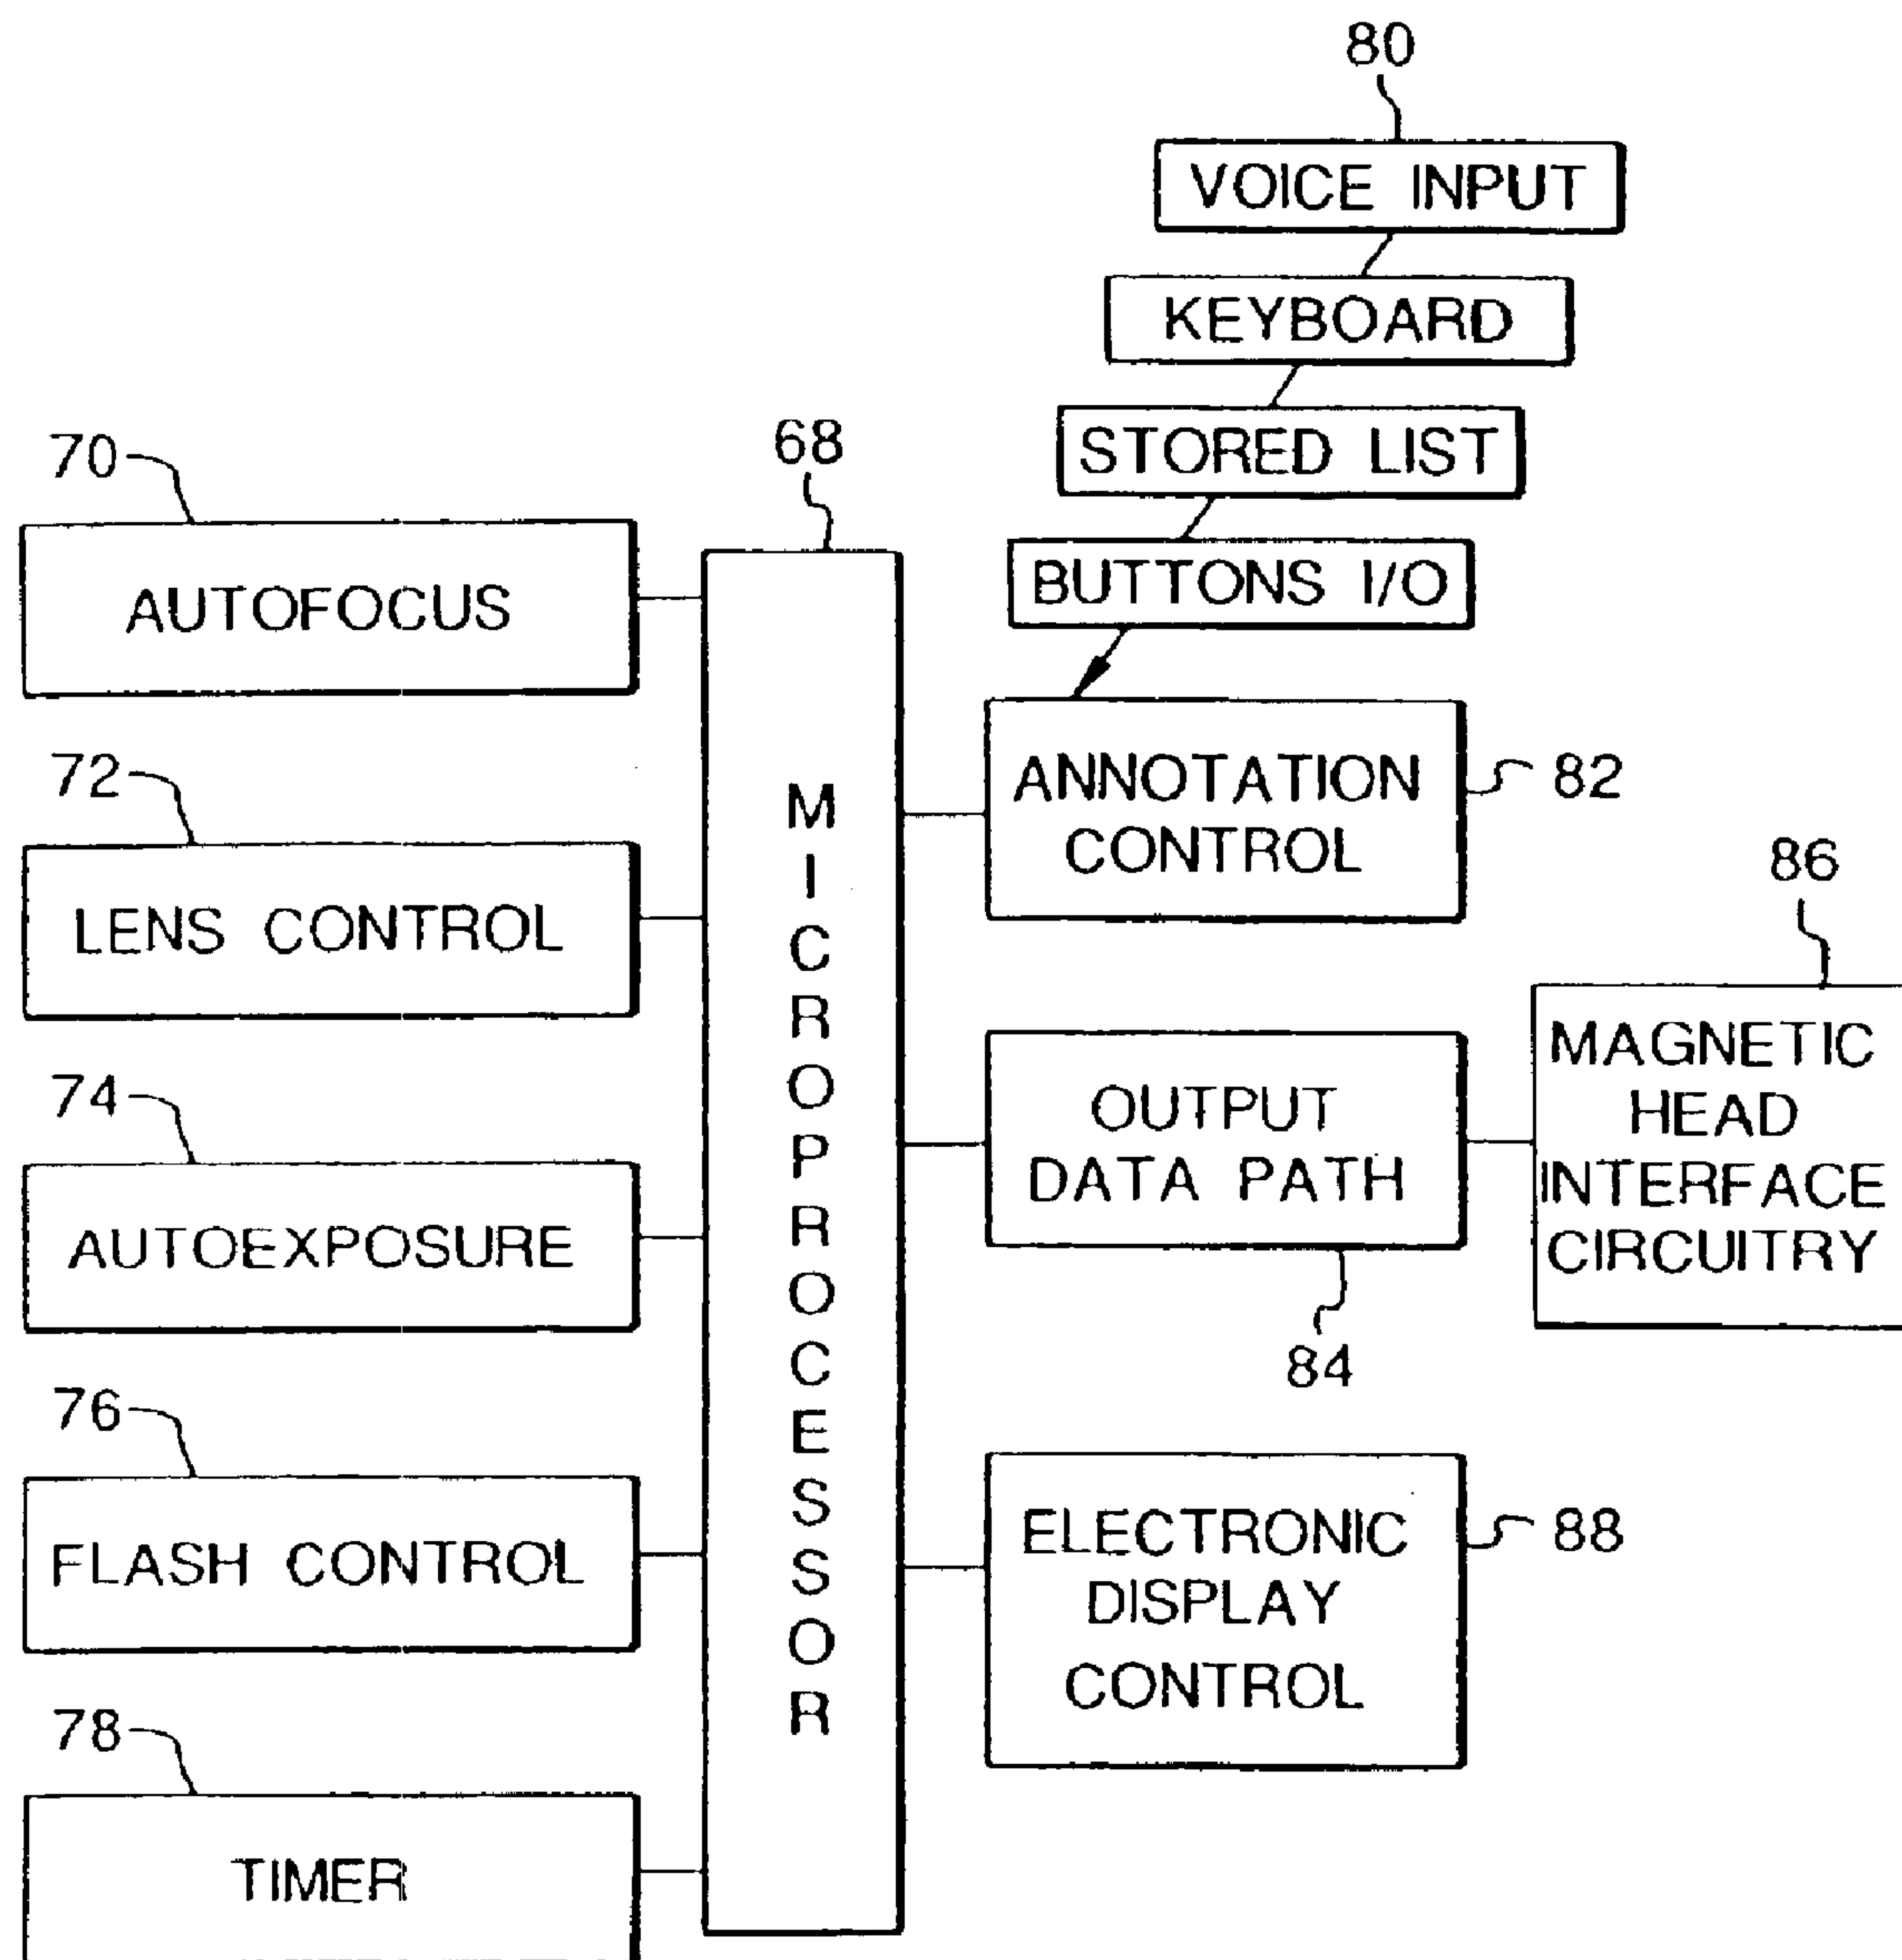 80
VOICE INPUT
KEYBOARD
STORED LIST
BUTTONS I/O
70
AUTOFOCUS
72
LENS CONTROL
74
AUTOEXPOSURE
76
FLASH CONTROL
78
TIMER
68
MICROPROCESSOR
ANNOTATION
CONTROL
82
OUTPUT
DATA PATH
84
86
MAGNETIC
HEAD
INTERFACE
CIRCUITRY
ELECTRONIC
DISPLAY
CONTROL
88